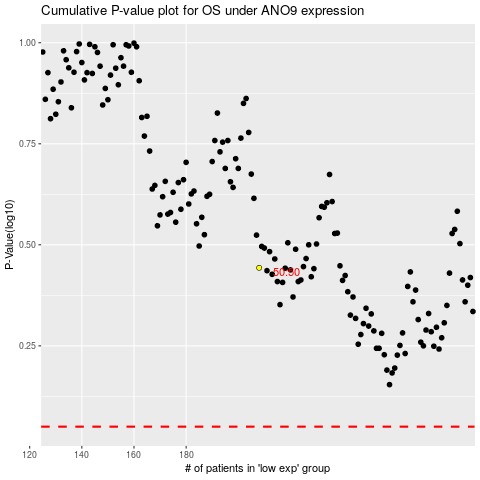 Cumulative P-value plot for OS under ANO9 expression
P-Value(log10)
1.00
0.75
0.50
0.25
50:50
120 140 160 180
# of patients in 'low exp' group